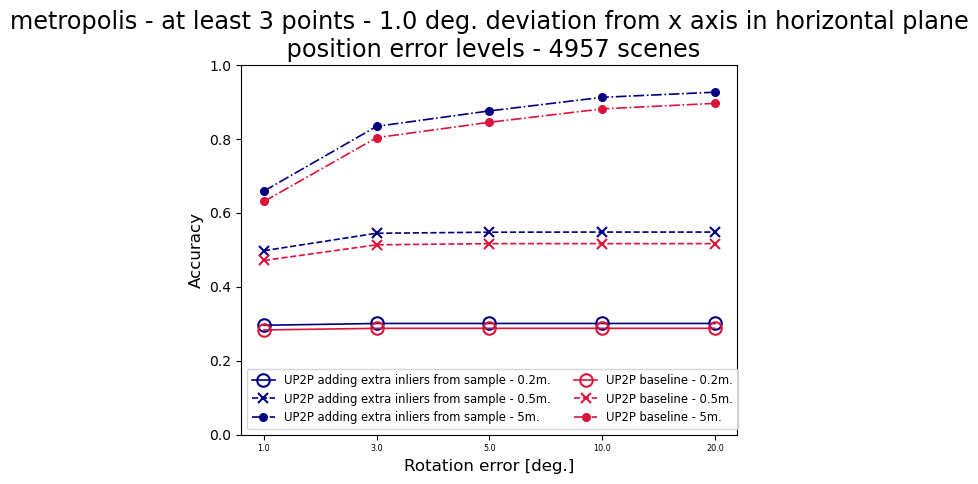 metropolis - at least 3 points - 1.0 deg. deviation from x axis in horizontal plane
position error levels - 4957 scenes
1.0
0.8
0.6
0.4
0.2
0.0
Accuracy
UP2P adding extra inliers from sample - 0.2m.
UP2P adding extra inliers from sample - 0.5m.
UP2P adding extra inliers from sample - 5m.
UP2P baseline - 0.2m.
UP2P baseline - 0.5m.
UP2P baseline - 5m.
1.0 3.0 5.0 10.0 20.0
Rotation error [deg.]